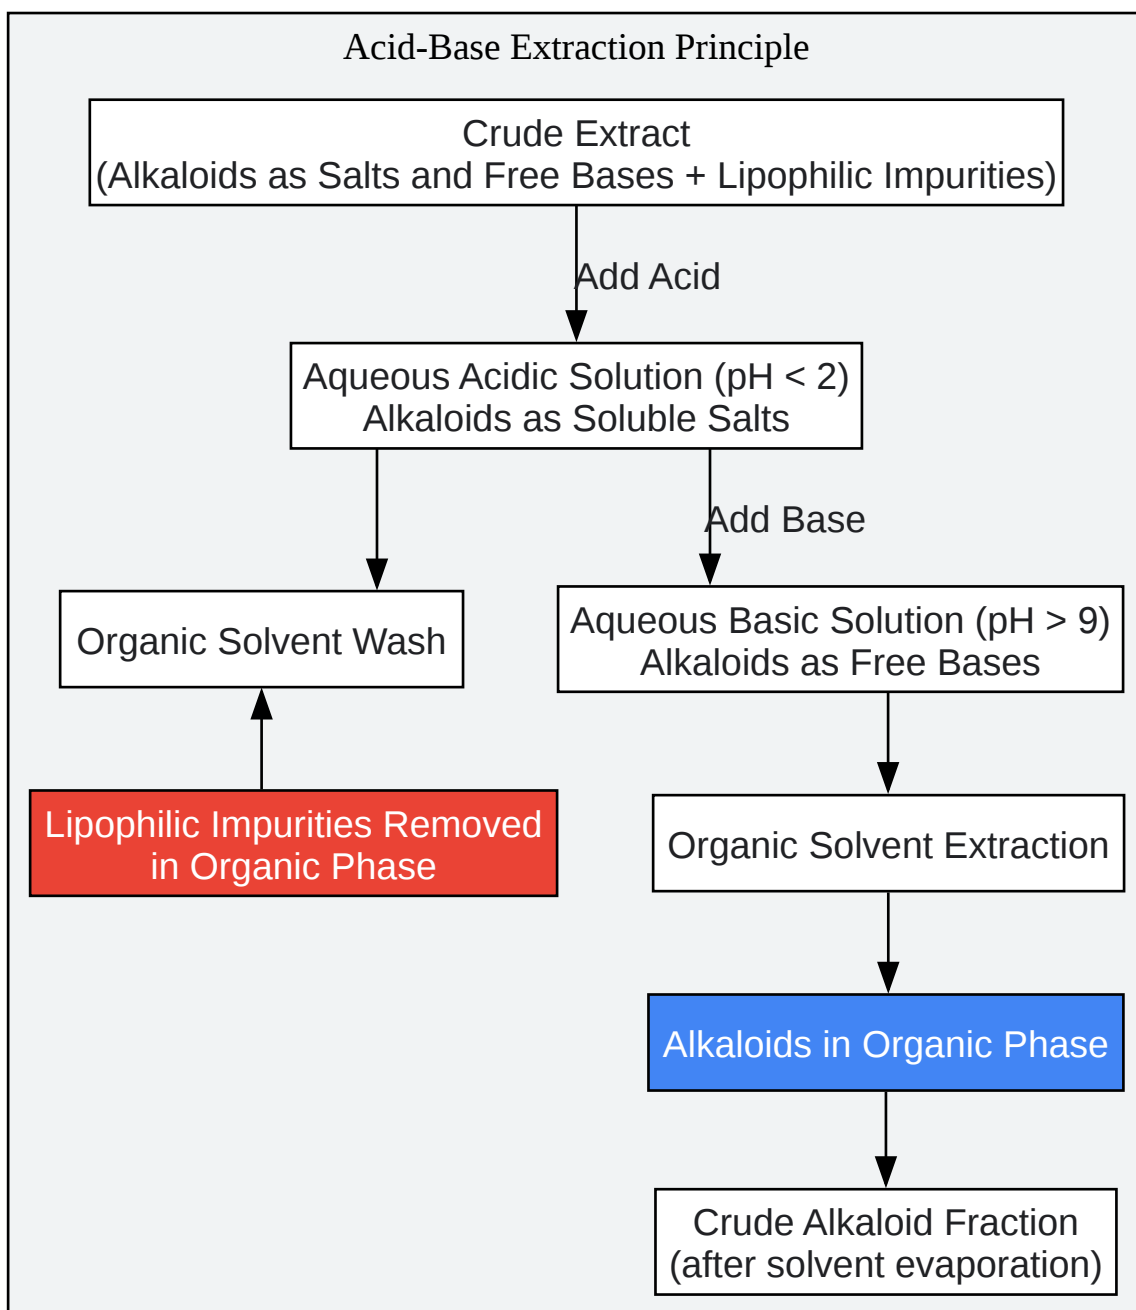 Acid-Base Extraction Principle
Crude Extract
(Alkaloids as Salts and Free Bases + Lipophilic Impurities)
Add Acid
Aqueous Acidic Solution (pH < 2)
Alkaloids as Soluble Salts
Add Base
Organic Solvent Wash
Aqueous Basic Solution (pH > 9)
Alkaloids as Free Bases
Lipophilic Impurities Removed
in Organic Phase
Organic Solvent Extraction
Alkaloids in Organic Phase
Crude Alkaloid Fraction
(after solvent evaporation)